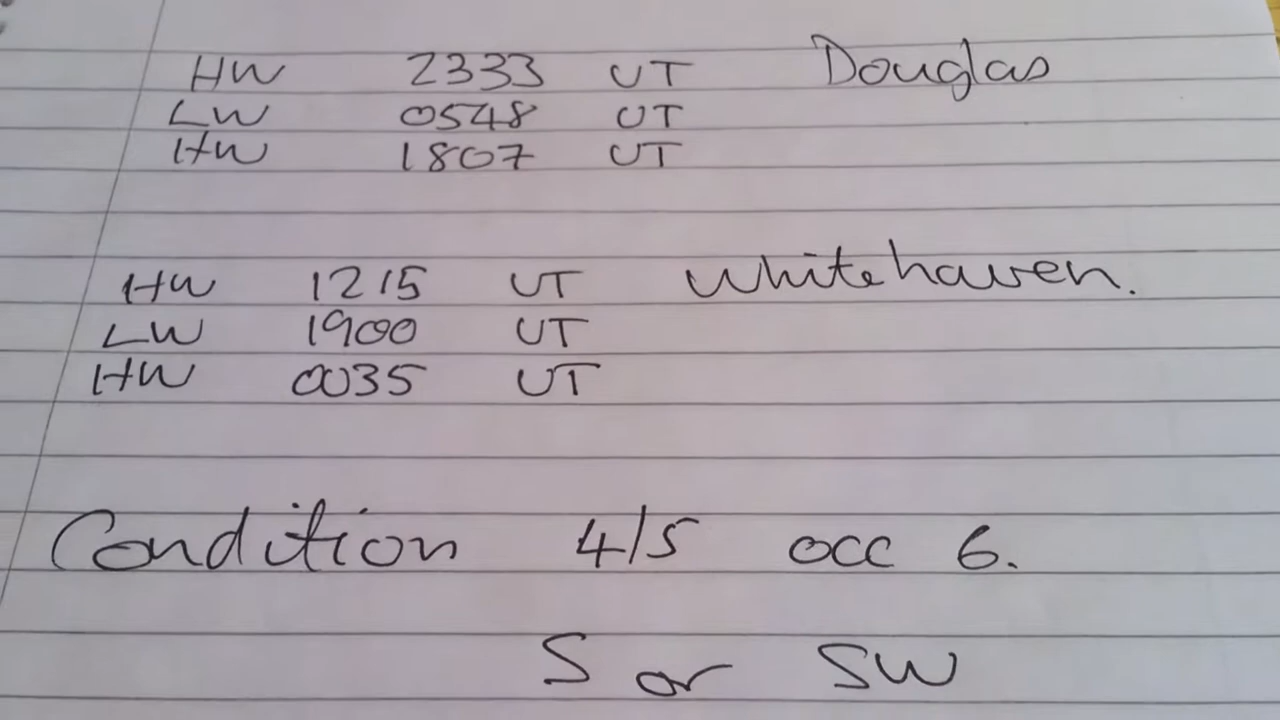 HW 2333 UT Douglas
LW 0548 UT
HW 1807 UT
HW 1215 UT Whitehaven.
LW 1900 UT
HW 0035 UT
Condition 4/5 occ 6.
S or SW